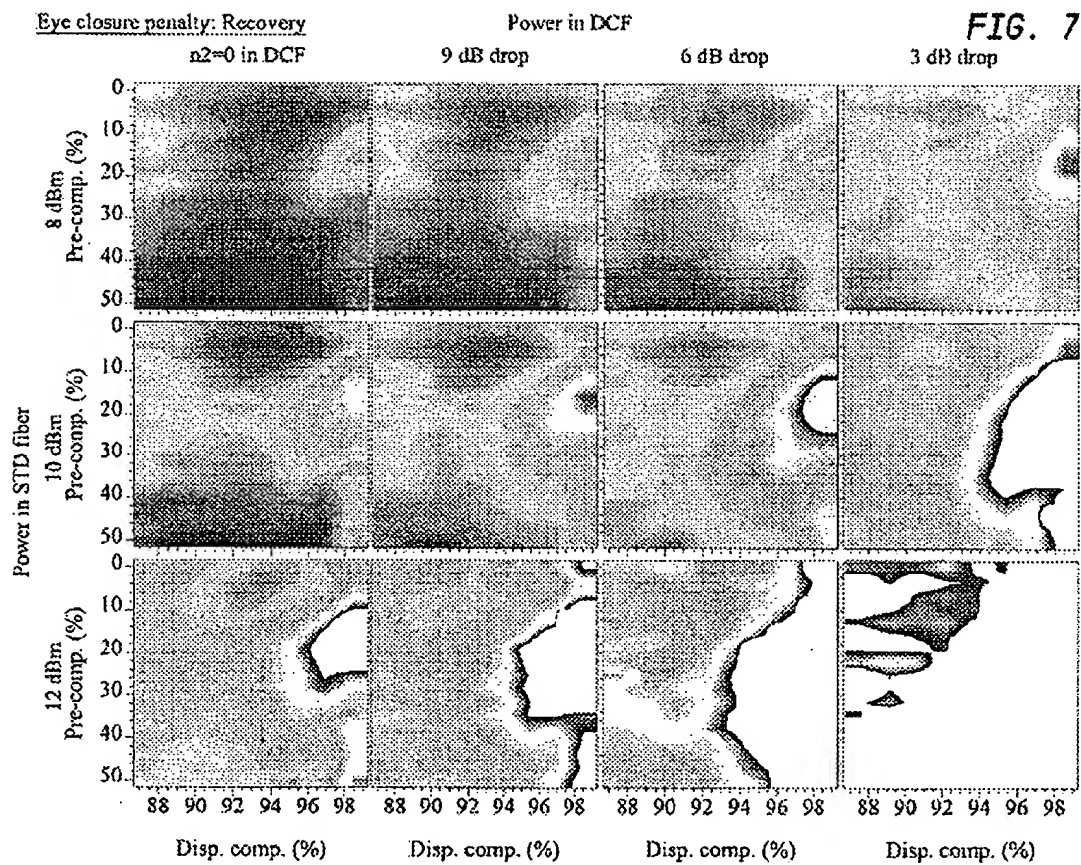 Eye closure penalty: Recovery
Power in DCF
FIG. 7
n2=0 in DCF
9 dB drop
6 dB drop
3 dB drop
Power in STD fiber
8 dBm
Pre-comp. (%)
0
10
20
30
40
50
10 dBm
Pre-comp. (%)
0
10
20
30
40
50
12 dBm
Pre-comp. (%)
0
10
20
30
40
50
88 90 92 94 96 98
88 90 92 94 96 98
88 90 92 94 96 98
88 90 92 94 96 98
Disp. comp. (%)
Disp. comp. (%)
Disp. comp. (%)
Disp. comp. (%)